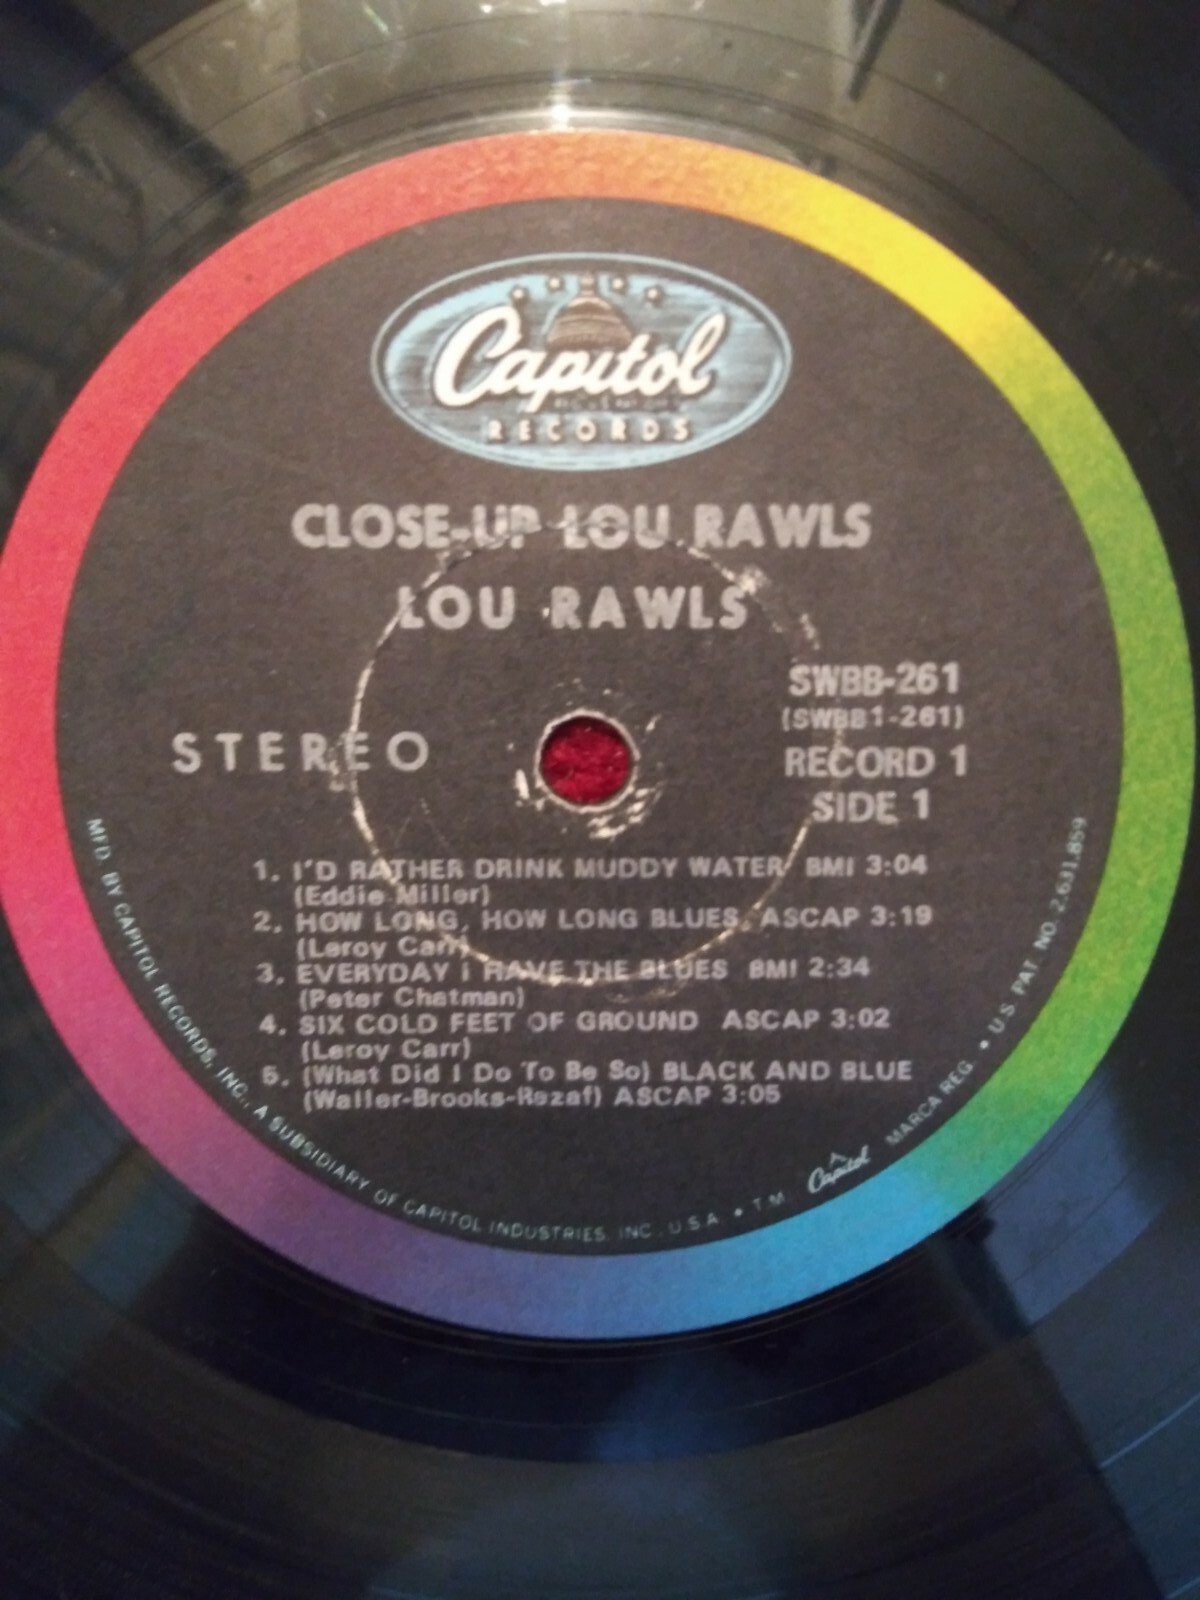 Capitol
RECORDS
CLOSE-UP LOU RAWLS
LOU RAWLS
SWBB-261
(SWBB1-261)
STEREO
RECORD 1
SIDE 1
1. I'D RATHER DRINK MUDDY WATER BMI 3:04
(Eddie Miller)
2. HOW LONG, HOW LONG BLUES ASCAP 3:19
(Leroy Carr)
3. EVERYDAY I HAVE THE BLUES BMI 2:34
(Peter Chatman)
4. SIX COLD FEET OF GROUND ASCAP 3:02
(Leroy Carr)
5. (What Did I Do To Be So) BLACK AND BLUE
(Waller-Brooks-Razaf) ASCAP 3:05
MFD. BY CAPITOL RECORDS, INC., A SUBSIDIARY OF CAPITOL INDUSTRIES, INC., U.S.A. • T.M. Capitol MARCA REG. • U.S. PAT. NO. 2,631,859